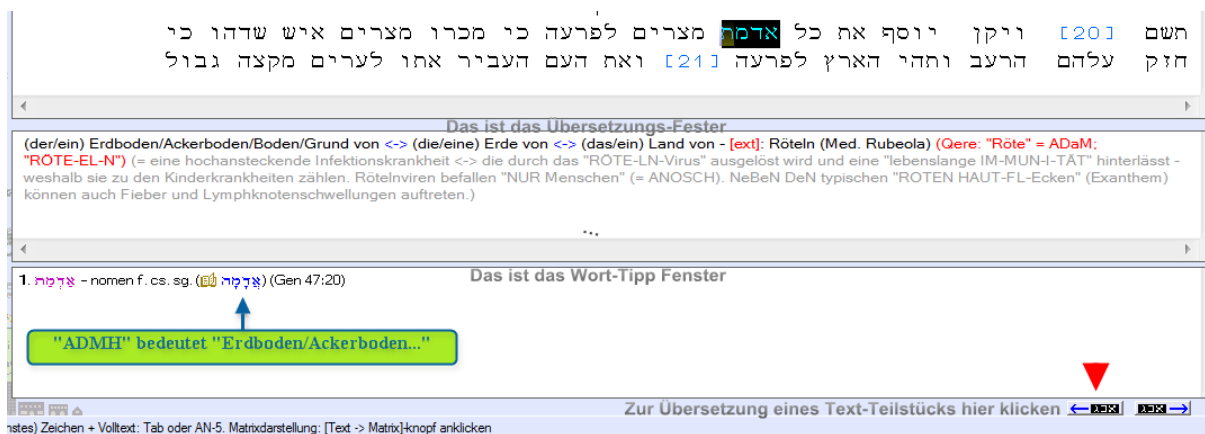 תשם [20] ויקן יוסף את כל אדמת מצרים לפרעה כי מכרו מצרים איש שדהו כי
חזק עלהם הרעב ותהי הארץ לפרעה [21] ואת העם העביר אתו לערים מקצה גבול
Das ist das Übersetzungs-Fester
(der/ein) Erdboden/Ackerboden/Boden/Grund von <-> (die/eine) Erde von <-> (das/ein) Land von - [ext]: Röteln (Med. Rubeola) (Qere: "Röte" = ADaM;
"RÖTE-EL-N") (= eine hochansteckende Infektionskrankheit <-> die durch das "RÖTE-LN-Virus" ausgelöst wird und eine "lebenslange IM-MUN-I-TÄT" hinterlässt -
weshalb sie zu den Kinderkrankheiten zählen. Rötelnviren befallen "NUR Menschen" (= ANOSCH). NeBeN DeN typischen "ROTEN HAUT-FL-Ecken" (Exanthem)
können auch Fieber und Lymphknotenschwellungen auftreten.)
...
Das ist das Wort-Tipp Fenster
1. אַדְמַת - nomen f. cs. sg. (אֲדָמָה) (Gen 47:20)
"ADMH" bedeutet "Erdboden/Ackerboden..."
Zur Übersetzung eines Text-Teilstücks hier klicken ←אבג אבג→
nstes) Zeichen + Volltext: Tab oder AN-5. Matrixdarstellung: [Text -> Matrix]-knopf anklicken